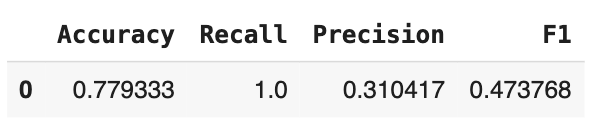 Accuracy Recall Precision F1
0 0.779333 1.0 0.310417 0.473768